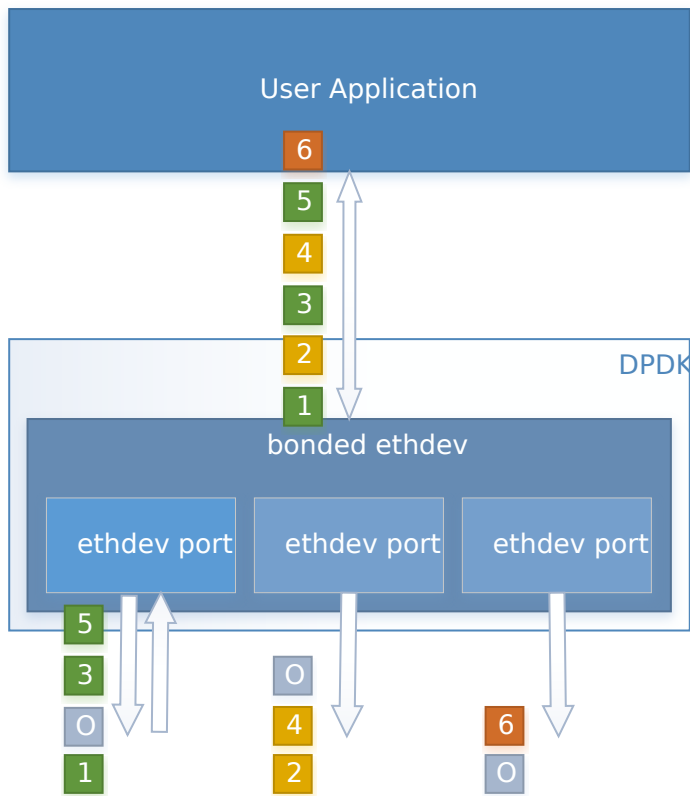 User Application
6
5
4
3
2
1
DPDK
bonded ethdev
ethdev port ethdev port ethdev port
5
3 O
O 4 6
1 2 O